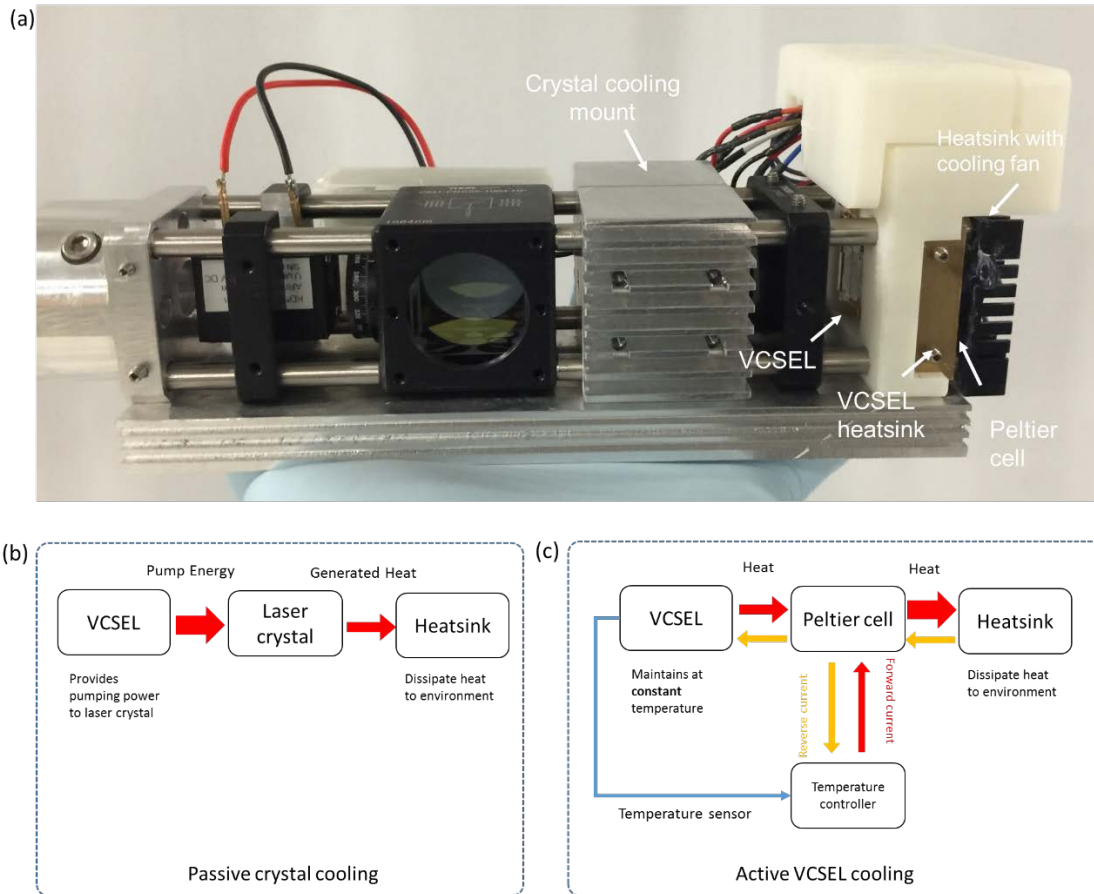 (a)
Crystal cooling
mount
Heatsink with
cooling fan
VCSEL
VCSEL
heatsink
Peltier
cell
(b)
Pump Energy
Generated Heat
VCSEL
Laser
crystal
Heatsink
Provides
pumping power
to laser crystal
Dissipate heat
to environment
Passive crystal cooling
(c)
Heat
Heat
VCSEL
Peltier cell
Heatsink
Maintains at
constant
temperature
Reverse current
Forward current
Dissipate heat
to environment
Temperature
controller
Temperature sensor
Active VCSEL cooling